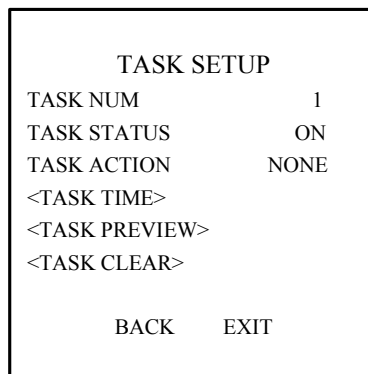 TASK SETUP
TASK NUM 1
TASK STATUS ON
TASK ACTION NONE
<TASK TIME>
<TASK PREVIEW>
<TASK CLEAR>
BACK EXIT